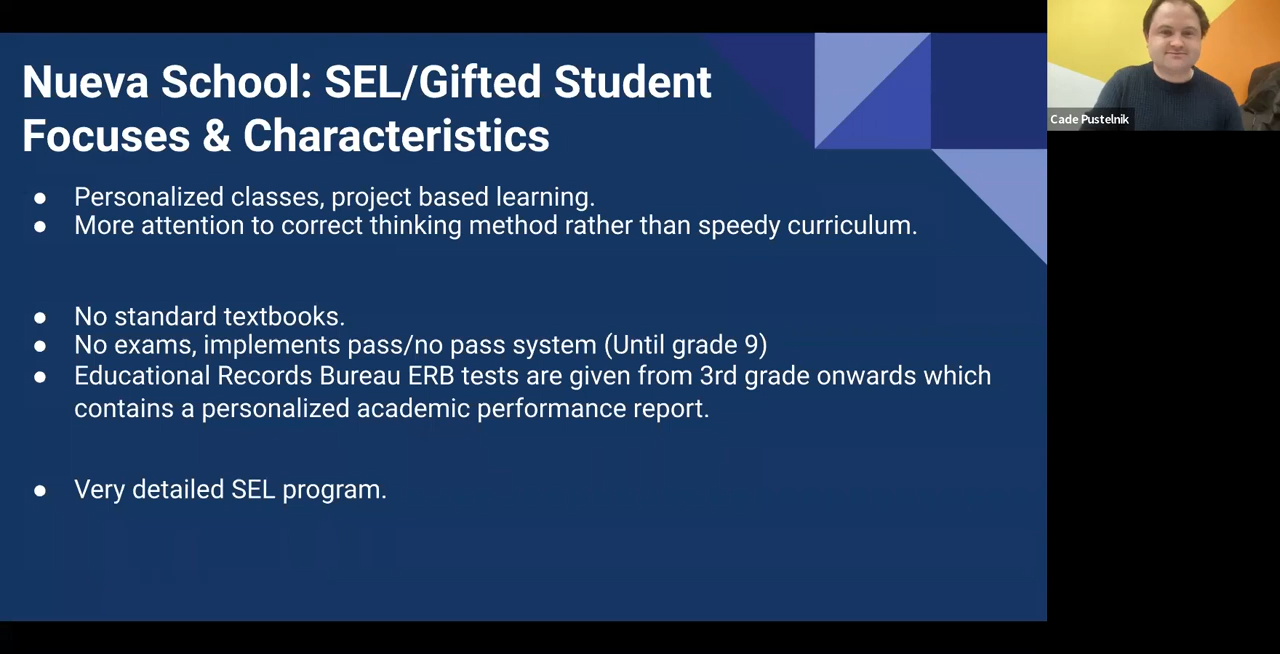 Nueva School: SEL/Gifted Student
Focuses & Characteristics
● Personalized classes, project based learning.
● More attention to correct thinking method rather than speedy curriculum.
● No standard textbooks.
● No exams, implements pass/no pass system (Until grade 9)
● Educational Records Bureau ERB tests are given from 3rd grade onwards which
contains a personalized academic performance report.
● Very detailed SEL program.
Cade Pustelnik